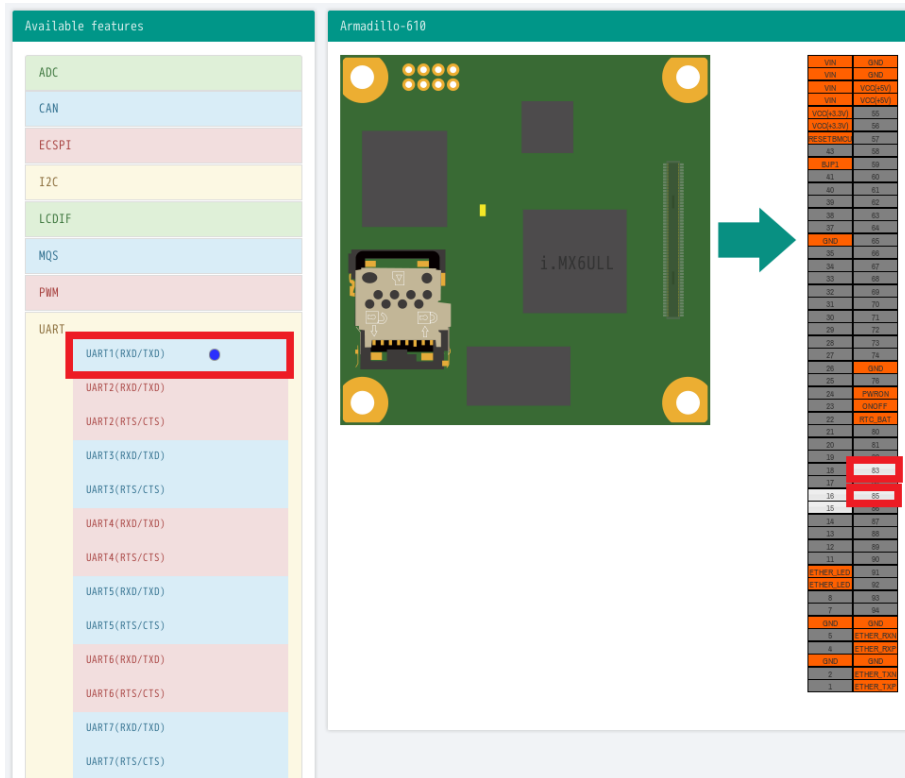 Available features
ADC
CAN
ECSPI
I2C
LCDIF
MQS
PWM
UART
UART1(RXD/TXD)
UART2(RXD/TXD)
UART2(RTS/CTS)
UART3(RXD/TXD)
UART3(RTS/CTS)
UART4(RXD/TXD)
UART4(RTS/CTS)
UART5(RXD/TXD)
UART5(RTS/CTS)
UART6(RXD/TXD)
UART6(RTS/CTS)
UART7(RXD/TXD)
UART7(RTS/CTS)
Armadillo-610
i.MX6ULL
VIN GND
VIN GND
VIN VCC(+5V)
VIN VCC(+5V)
VCC(+3.3V) 55
VCC(+3.3V) 56
RESETBMCU 57
43 58
BJP1 59
41 60
40 61
39 62
38 63
37 64
GND 65
35 66
34 67
33 68
32 69
31 70
30 71
29 72
28 73
27 74
26 GND
25 76
24 PWRON
23 ONOFF
22 RTC_BAT
21 80
20 81
19
18 83
17
16 85
15
14 87
13 88
12 89
11 90
ETHER_LED 91
ETHER_LED 92
8 93
7 94
GND GND
5 ETHER_RXN
4 ETHER_RXP
GND GND
2 ETHER_TXN
1 ETHER_TXP